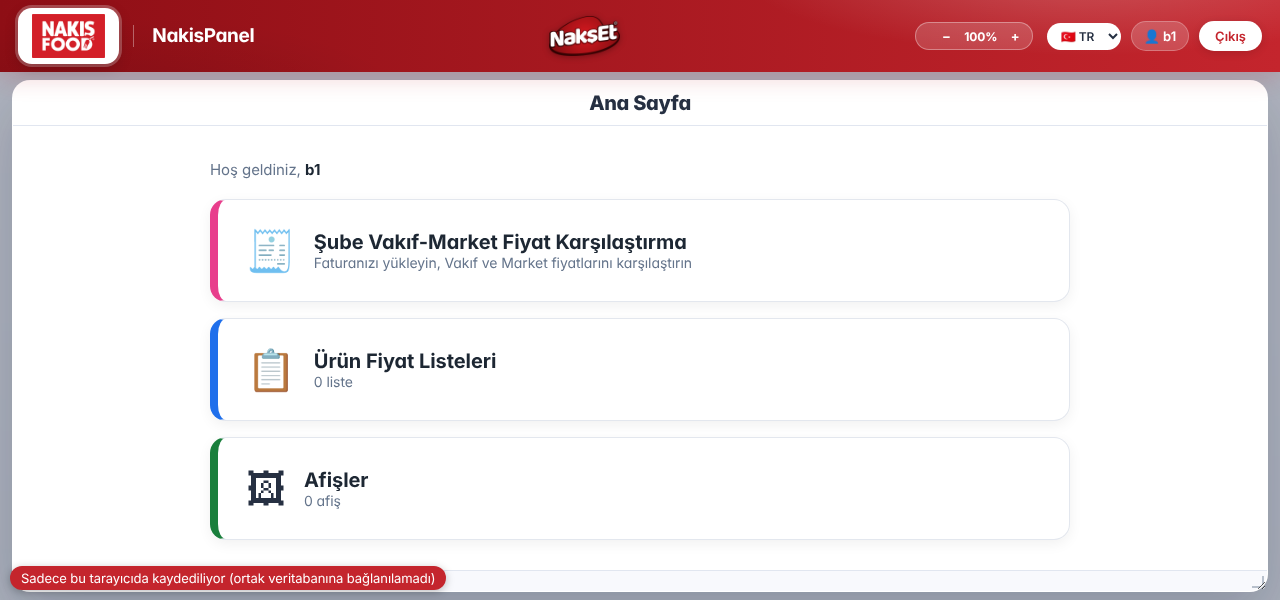 NAKIS
FOOD
NakisPanel
NaksEt
− 100% +
TR
b1
Çıkış
Ana Sayfa
Hoş geldiniz, b1
Şube Vakıf-Market Fiyat Karşılaştırma
Faturanızı yükleyin, Vakıf ve Market fiyatlarını karşılaştırın
Ürün Fiyat Listeleri
0 liste
Afişler
0 afiş
Sadece bu tarayıcıda kaydediliyor (ortak veritabanına bağlanılamadı)